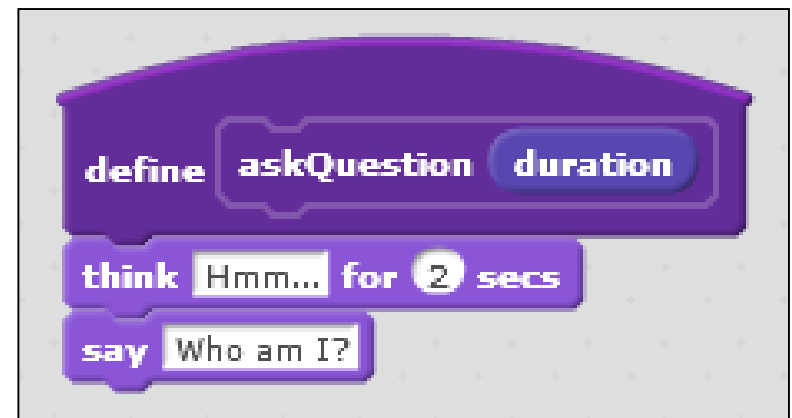 define askQuestion duration
think Hmm... for 2 secs
say Who am I?